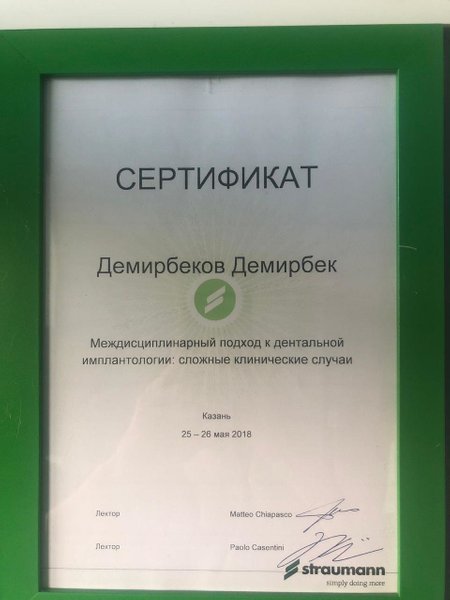 СЕРТИФИКАТ
Демирбеков Демирбек
Междисциплинарный подход к дентальной
имплантологии: сложные клинические случаи
Казань
25 – 26 мая 2018
Лектор Matteo Chiapasco
Лектор Paolo Casentini
straumann
simply doing more